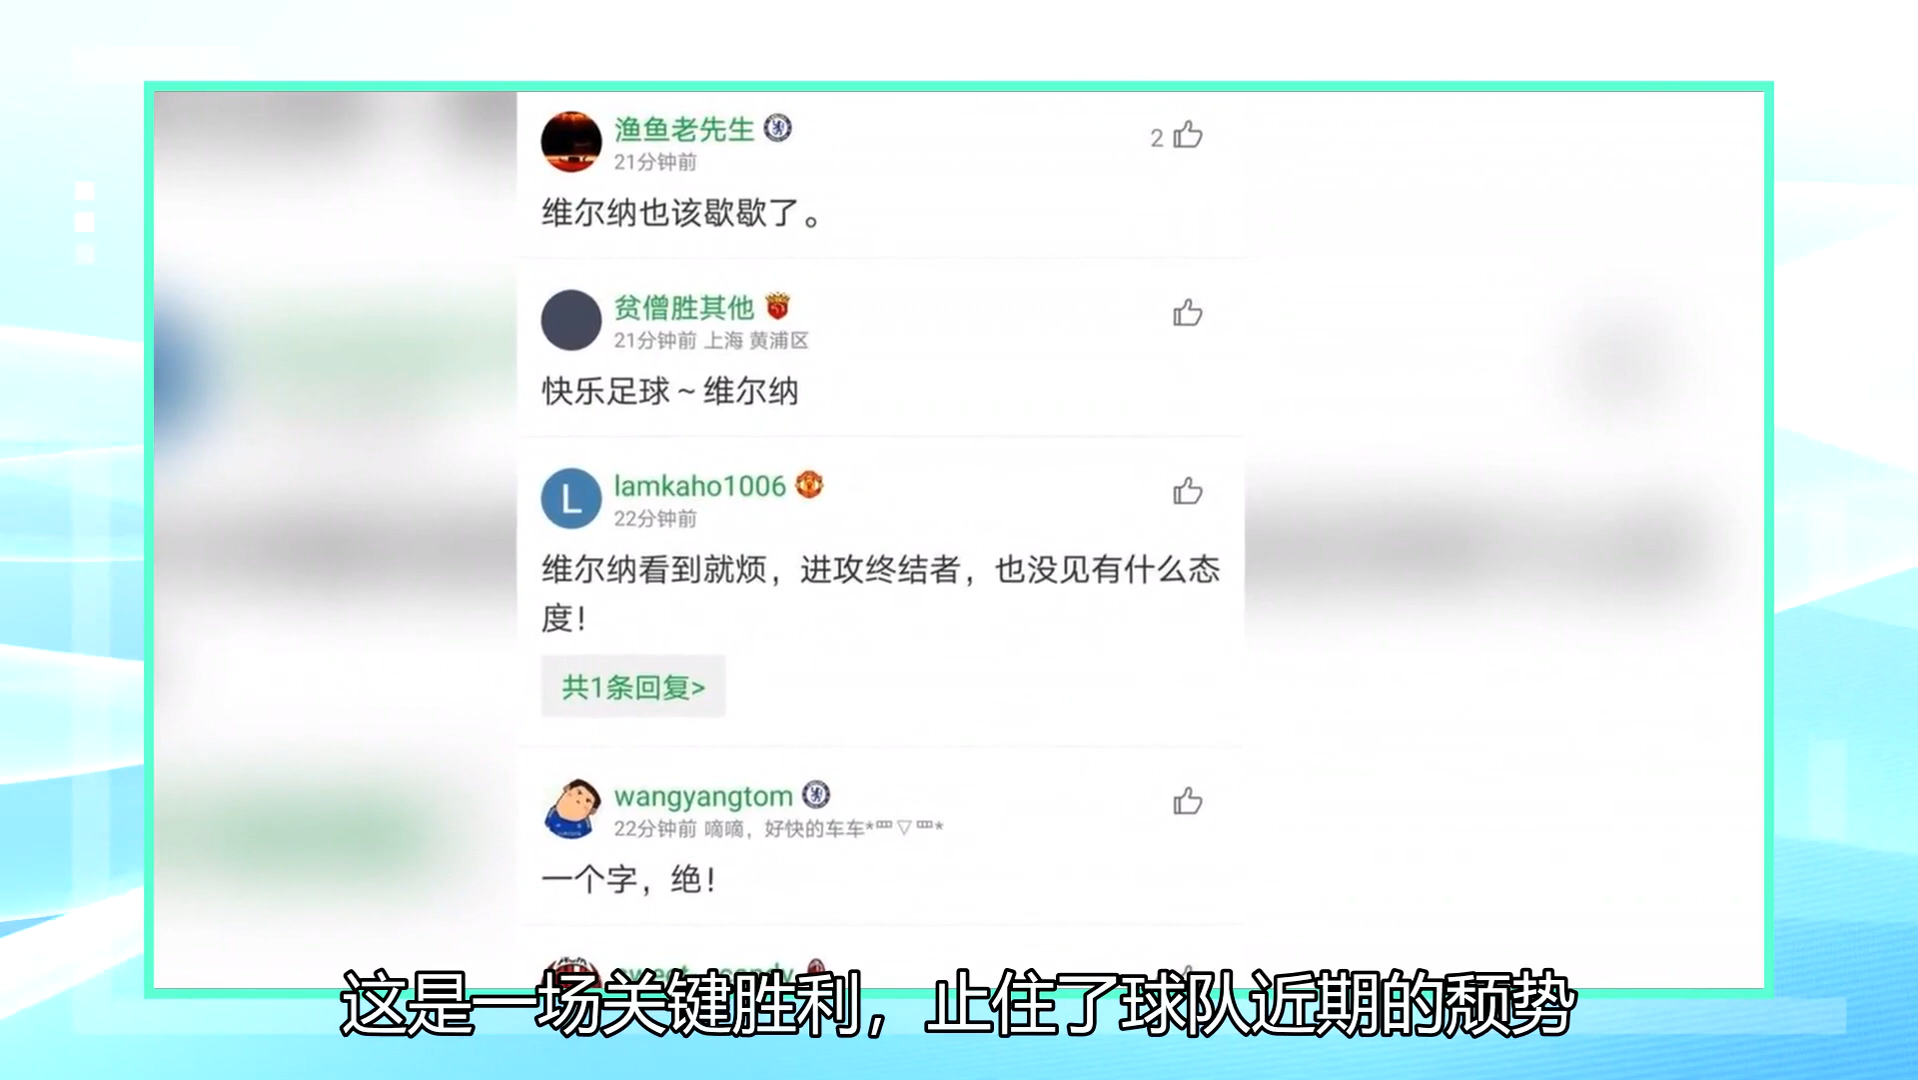 渔鱼老先生
2
21分钟前
维尔纳也该歇歇了。
贫僧胜其他
21分钟前 上海 黄浦区
快乐足球~维尔纳
L
lamkaho1006
22分钟前
维尔纳看到就烦，进攻终结者，也没见有什么态
度！
共1条回复>
wangyangtom
22分钟前 嘀嘀，好快的车车*罒▽罒*
一个字，绝！
这是一场关键胜利，止住了球队近期的颓势